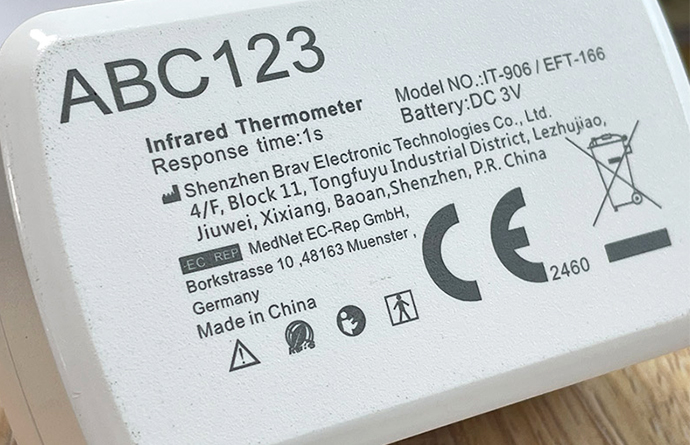 ABC123
Infrared Thermometer
Model NO.:IT-906 / EFT-166
Response time:1s
Battery:DC 3V
Shenzhen Brav Electronic Technologies Co., Ltd.
4/F, Block 11, Tongfuyu Industrial District, Lezhujiao,
Jiuwei, Xixiang, Baoan,Shenzhen, P.R. China
EC REP MedNet EC-Rep GmbH,
Borkstrasse 10 ,48163 Muenster ,
Germany
CE 2460
Made in China